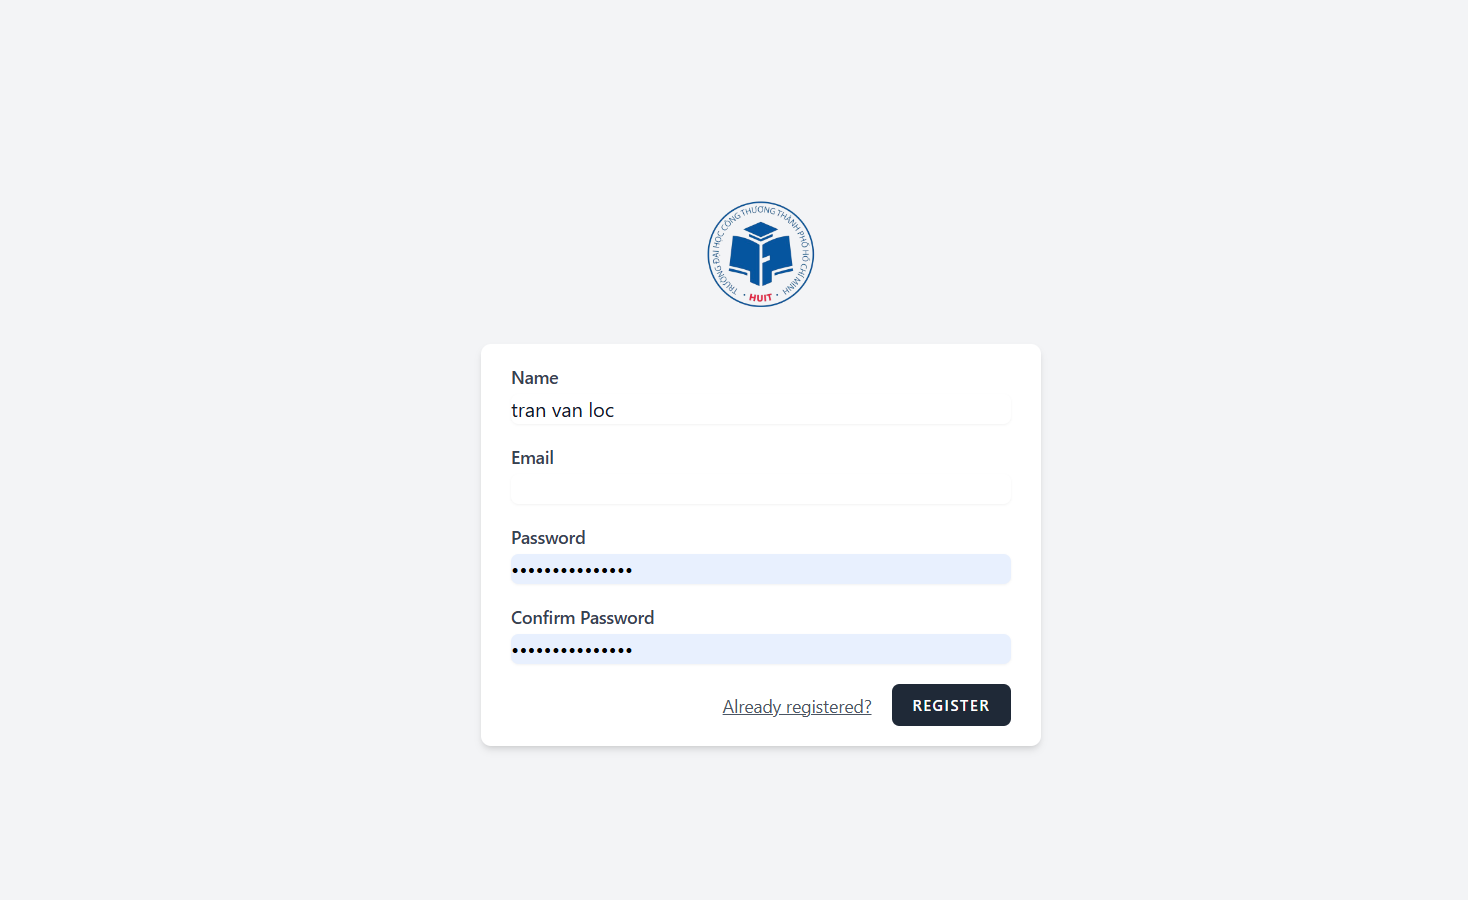 TRƯỜNG ĐẠI HỌC CÔNG THƯƠNG THÀNH PHỐ HỒ CHÍ MINH
HUIT
Name
tran van loc
Email
Password
•••••••••••••••
Confirm Password
•••••••••••••••
Already registered?
REGISTER